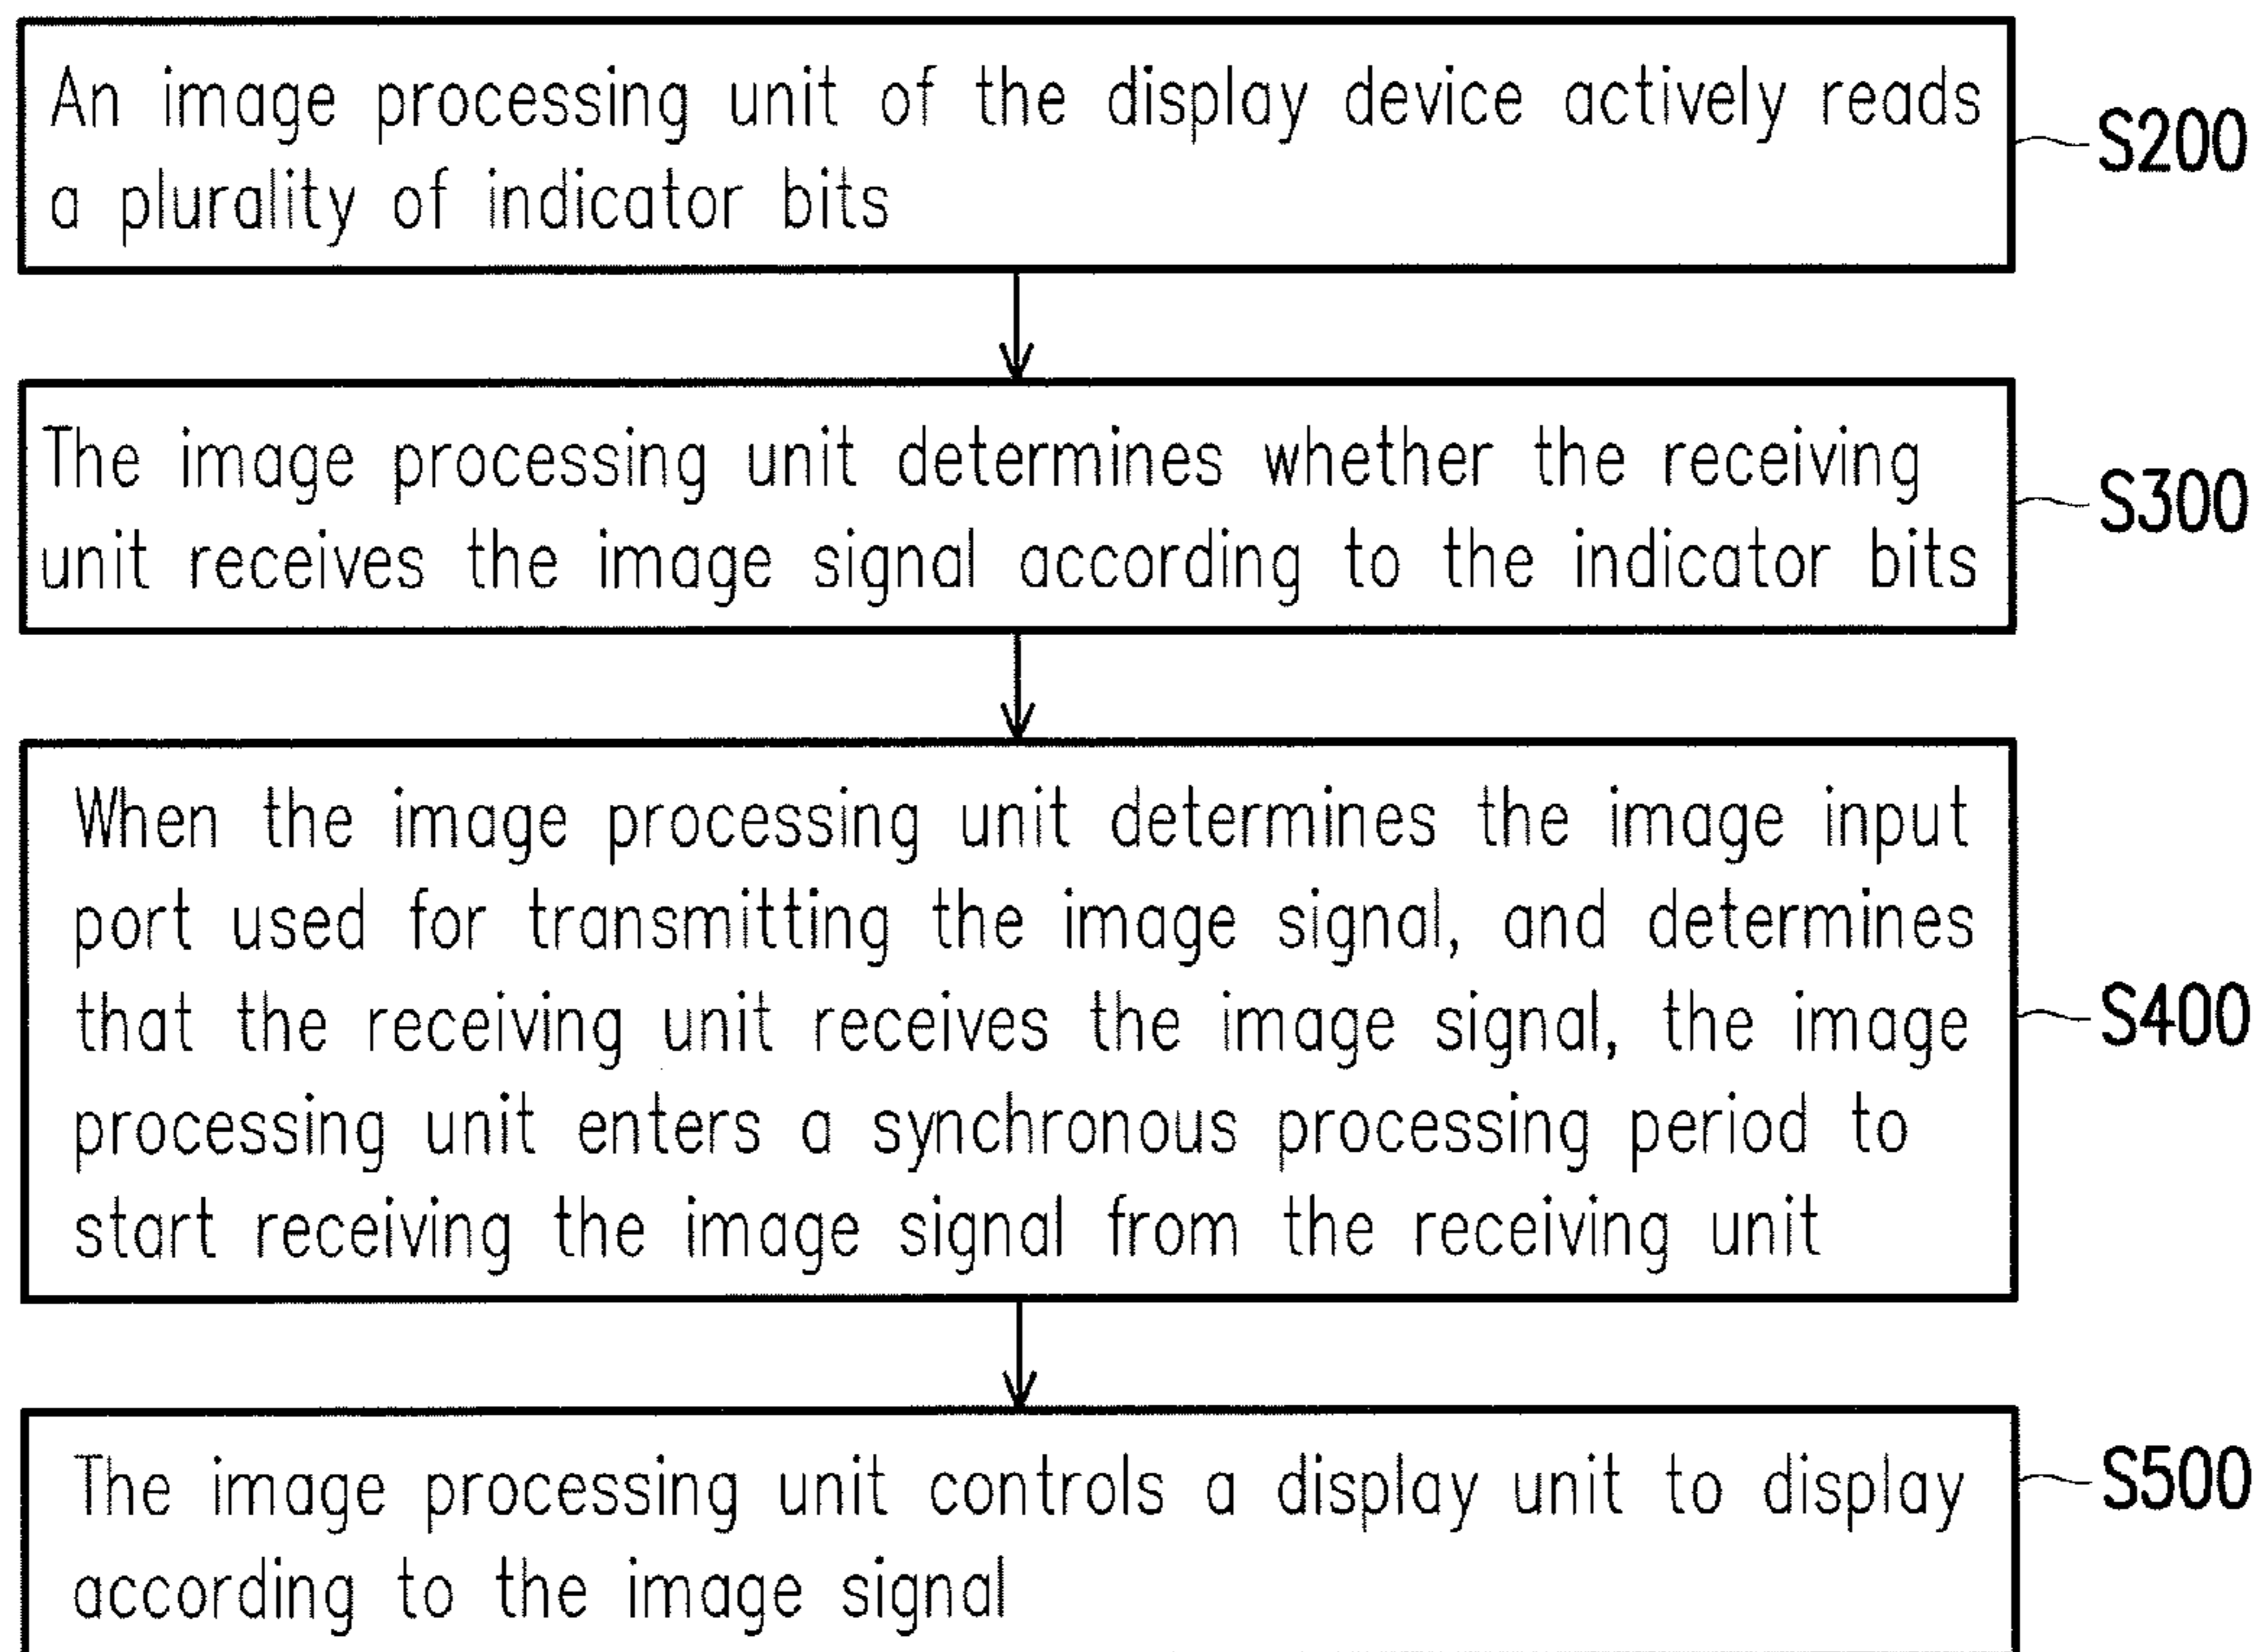 An image processing unit of the display device actively reads
a plurality of indicator bits
S200
The image processing unit determines whether the receiving
unit receives the image signal according to the indicator bits
S300
When the image processing unit determines the image input
port used for transmitting the image signal, and determines
that the receiving unit receives the image signal, the image
processing unit enters a synchronous processing period to
start receiving the image signal from the receiving unit
S400
The image processing unit controls a display unit to display
according to the image signal
S500